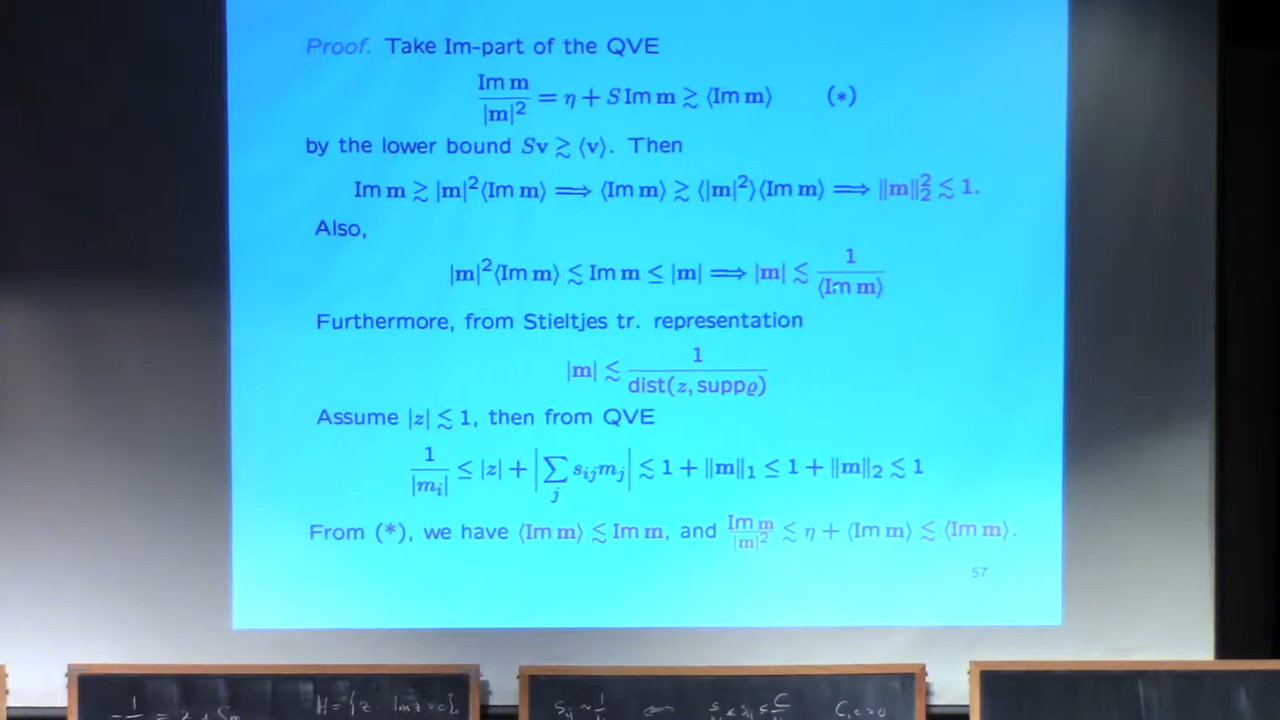 Proof. Take Im-part of the QVE
Im m / |m|² = η + S Im m ≳ ⟨Im m⟩ (*)
by the lower bound Sv ≳ ⟨v⟩. Then
Im m ≳ |m|²⟨Im m⟩ ⟹ ⟨Im m⟩ ≳ ⟨|m|²⟩⟨Im m⟩ ⟹ ‖m‖₂² ≲ 1.
Also,
|m|²⟨Im m⟩ ≲ Im m ≤ |m| ⟹ |m| ≲ 1 / ⟨Im m⟩
Furthermore, from Stieltjes tr. representation
|m| ≲ 1 / dist(z, suppϱ)
Assume |z| ≲ 1, then from QVE
1 / |mᵢ| ≤ |z| + |∑ⱼ sᵢⱼmⱼ| ≲ 1 + ‖m‖₁ ≤ 1 + ‖m‖₂ ≲ 1
From (*), we have ⟨Im m⟩ ≲ Im m, and Im m / |m|² ≲ η + ⟨Im m⟩ ≲ ⟨Im m⟩.
57